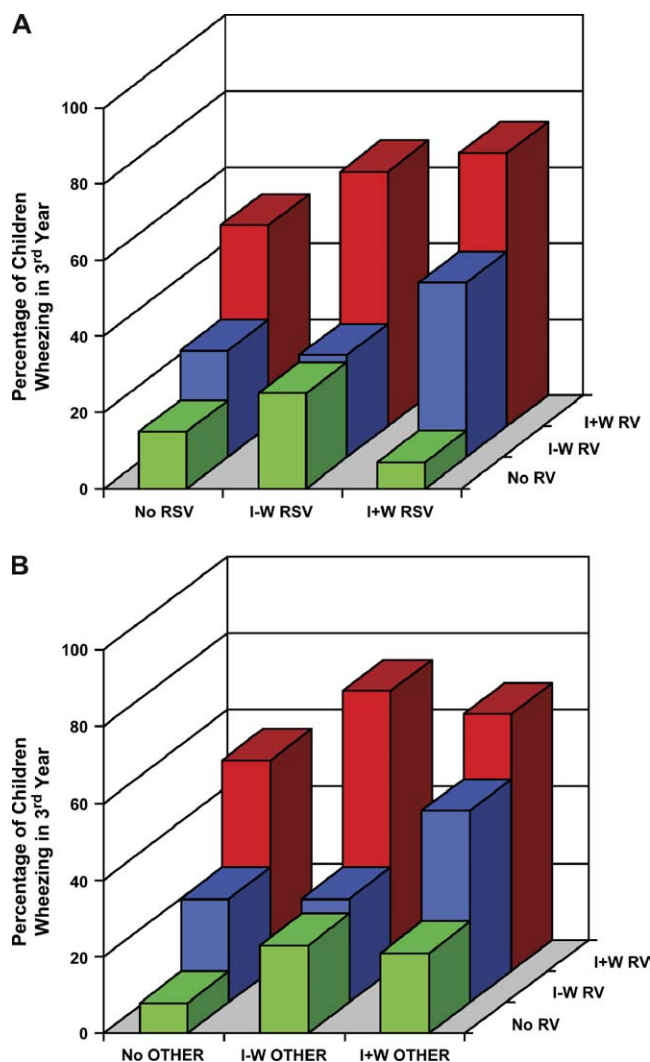 A
Percentage of Children
Wheezing in 3rd Year
100
80
60
40
20
0
I+W RV
I-W RV
No RV
No RSV
I-W RSV
I+W RSV
B
Percentage of Children
Wheezing in 3rd Year
100
80
60
40
20
0
I+W RV
I-W RV
No RV
No OTHER
I-W OTHER
I+W OTHER